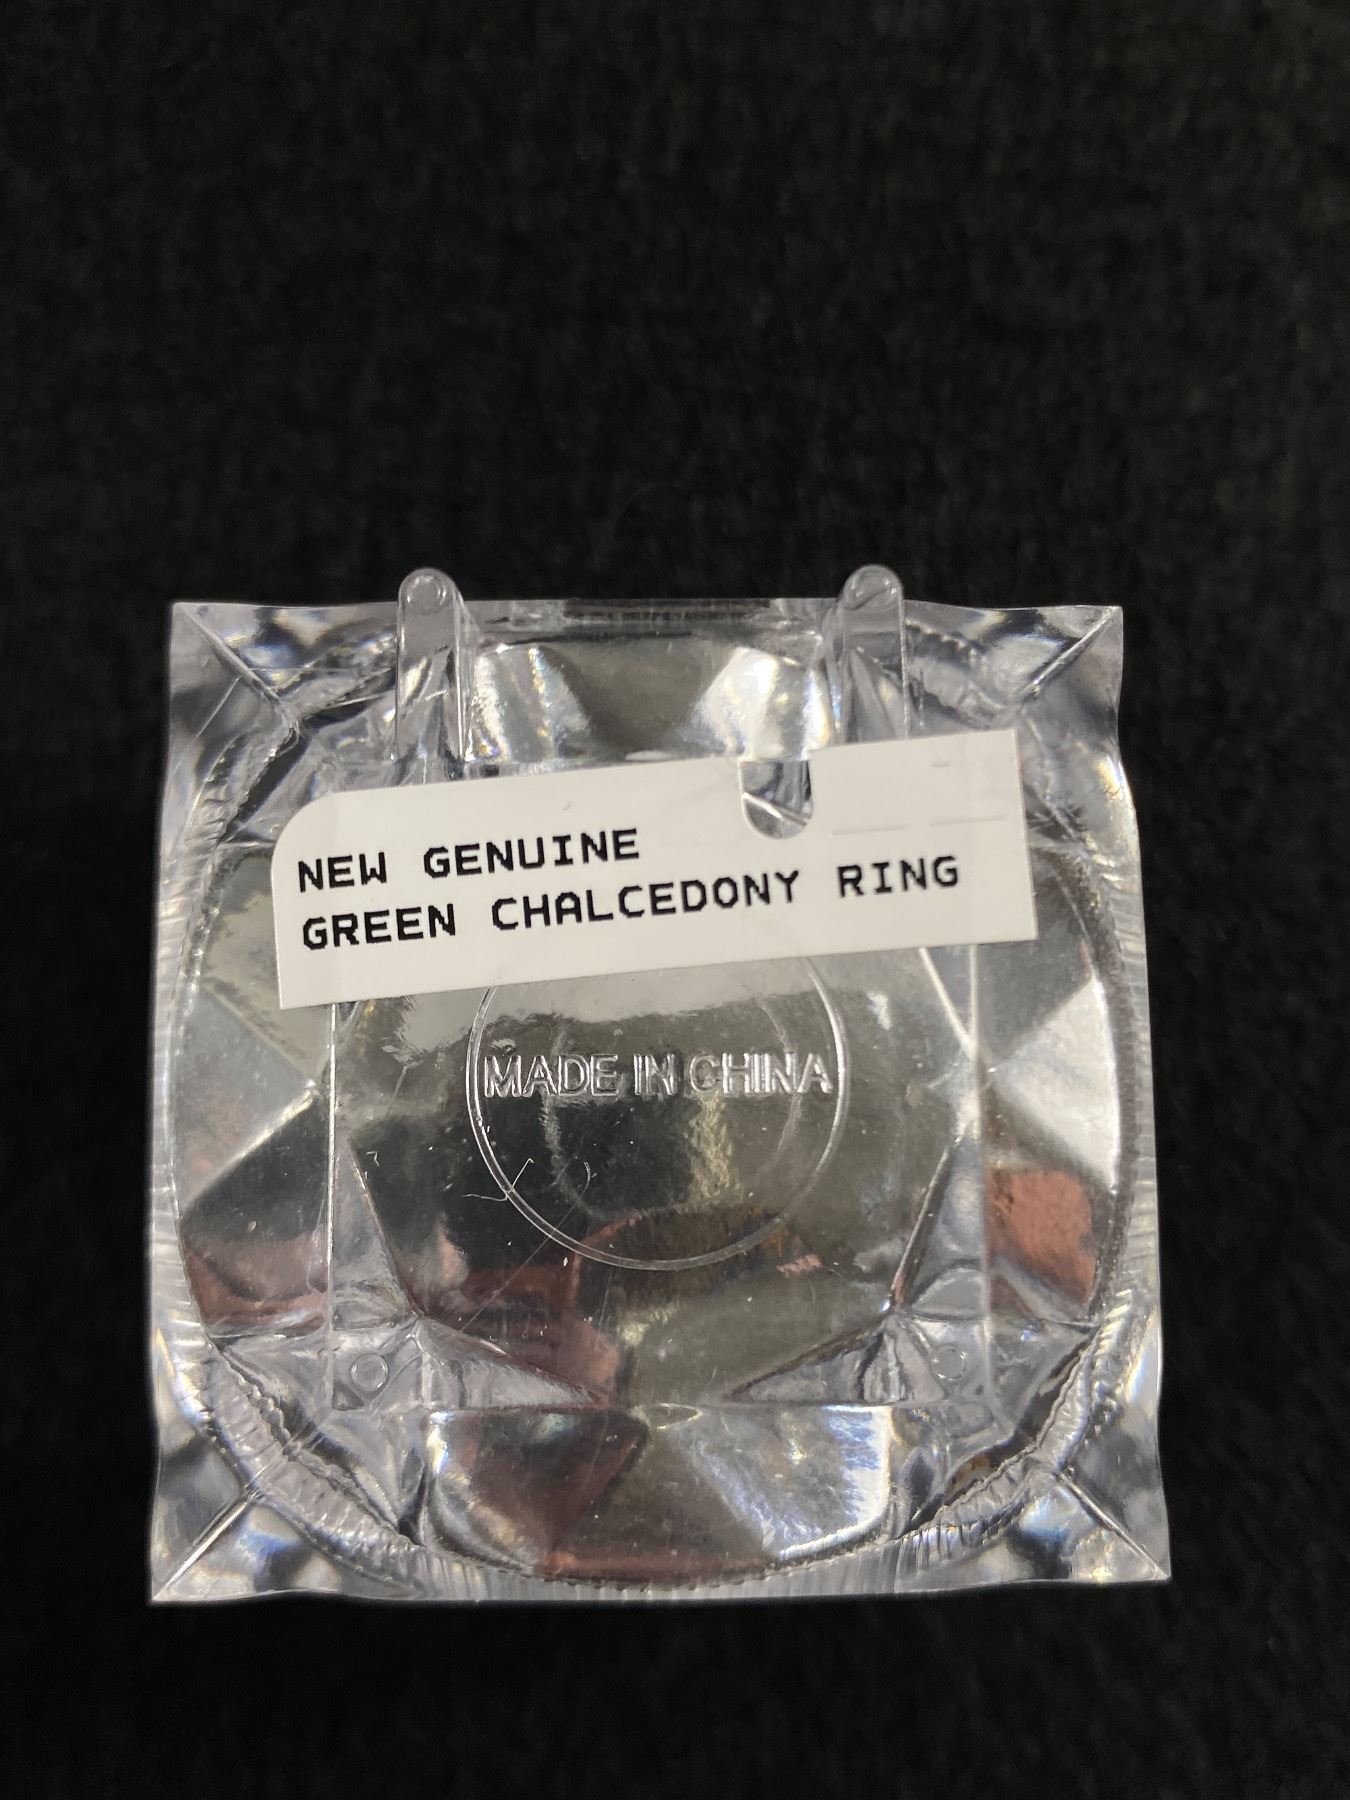 NEW GENUINE
GREEN CHALCEDONY RING
MADE IN CHINA